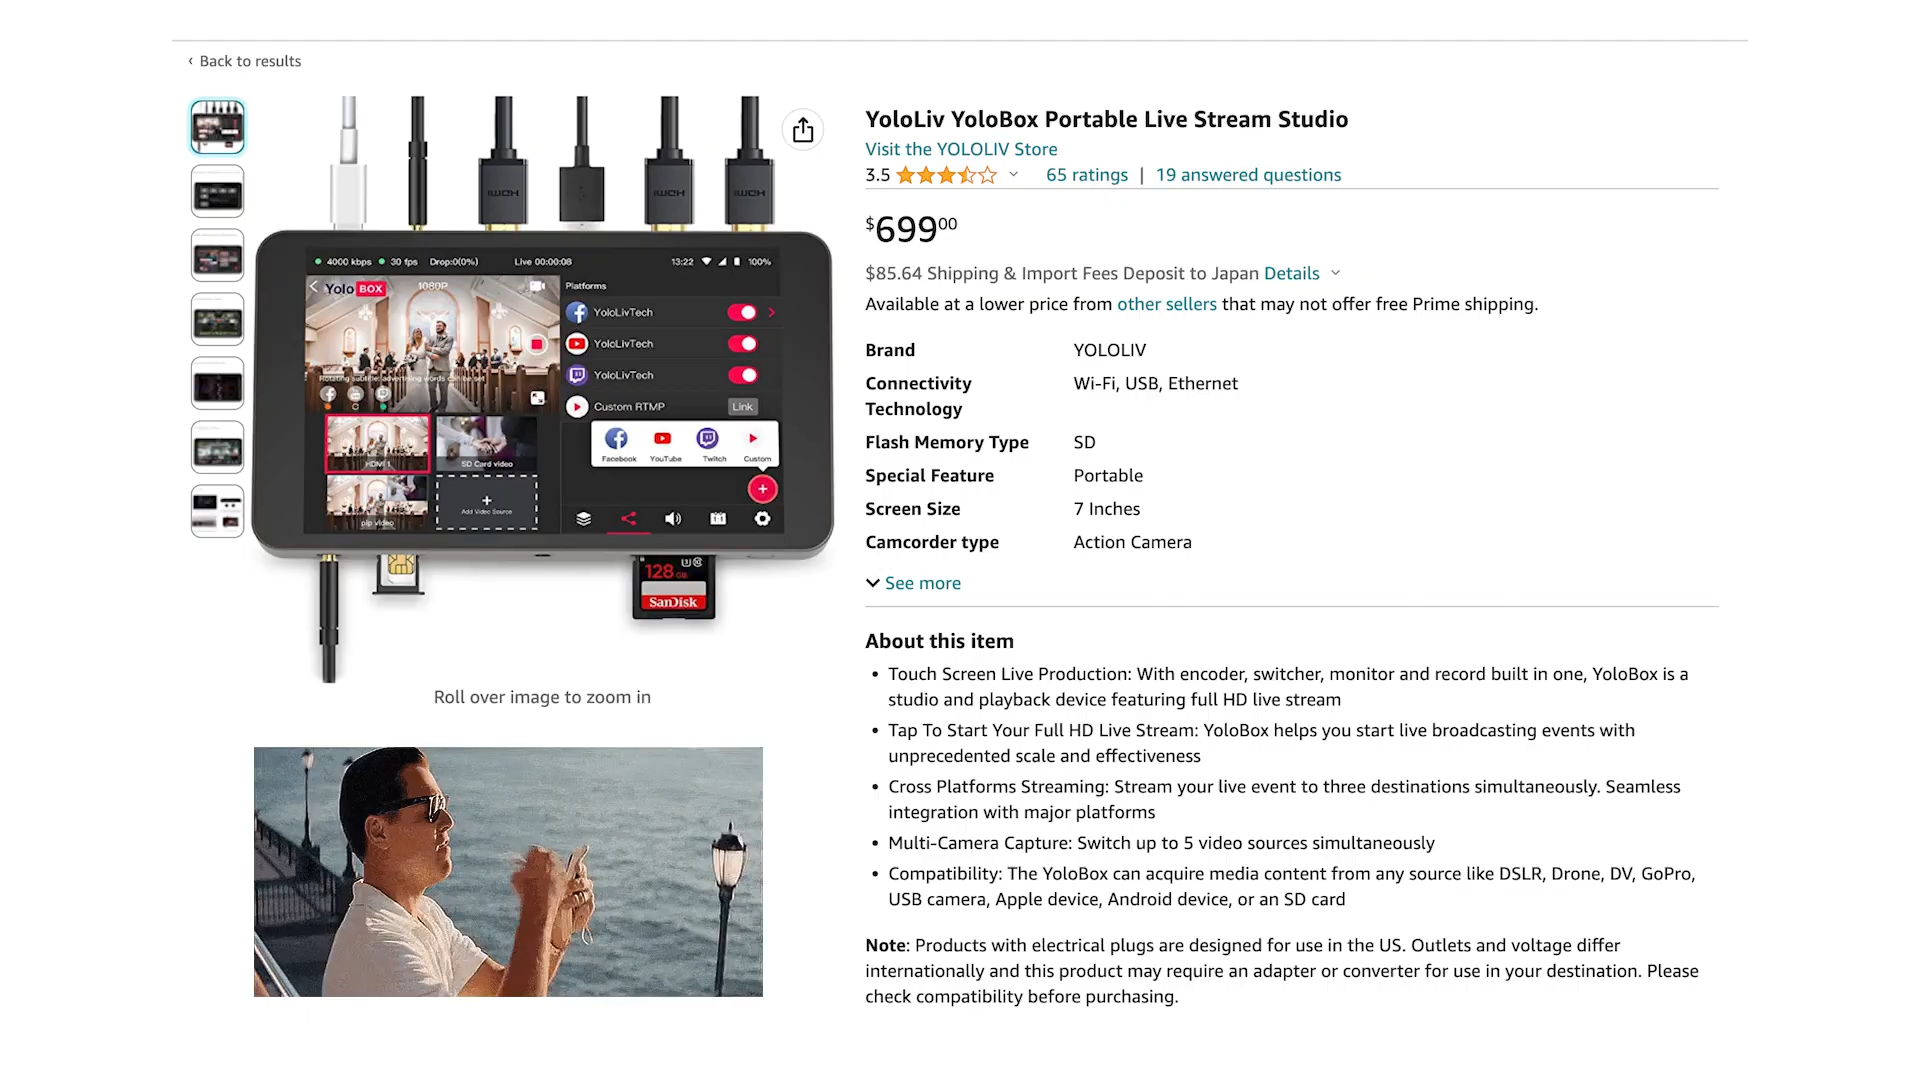 ‹ Back to results
4000 kbps 30 fps Drop:0(0%) Live 00:00:08 13:22 100%
Yolo BOX 1080P
Platforms
YoloLivTech
YoloLivTech
YoloLivTech
Rotating subtitle: advertising words can be set
Custom RTMP Link
Facebook YouTube Twitch Custom
HDMI 1 SD Card video
+
Add Video Source
pip video
128
SanDisk
Roll over image to zoom in
YoloLiv YoloBox Portable Live Stream Studio
Visit the YOLOLIV Store
3.5 65 ratings | 19 answered questions
$69900
$85.64 Shipping & Import Fees Deposit to Japan Details
Available at a lower price from other sellers that may not offer free Prime shipping.
Brand YOLOLIV
Connectivity Wi-Fi, USB, Ethernet
Technology
Flash Memory Type SD
Special Feature Portable
Screen Size 7 Inches
Camcorder type Action Camera
See more
About this item
• Touch Screen Live Production: With encoder, switcher, monitor and record built in one, YoloBox is a
studio and playback device featuring full HD live stream
• Tap To Start Your Full HD Live Stream: YoloBox helps you start live broadcasting events with
unprecedented scale and effectiveness
• Cross Platforms Streaming: Stream your live event to three destinations simultaneously. Seamless
integration with major platforms
• Multi-Camera Capture: Switch up to 5 video sources simultaneously
• Compatibility: The YoloBox can acquire media content from any source like DSLR, Drone, DV, GoPro,
USB camera, Apple device, Android device, or an SD card
Note: Products with electrical plugs are designed for use in the US. Outlets and voltage differ
internationally and this product may require an adapter or converter for use in your destination. Please
check compatibility before purchasing.